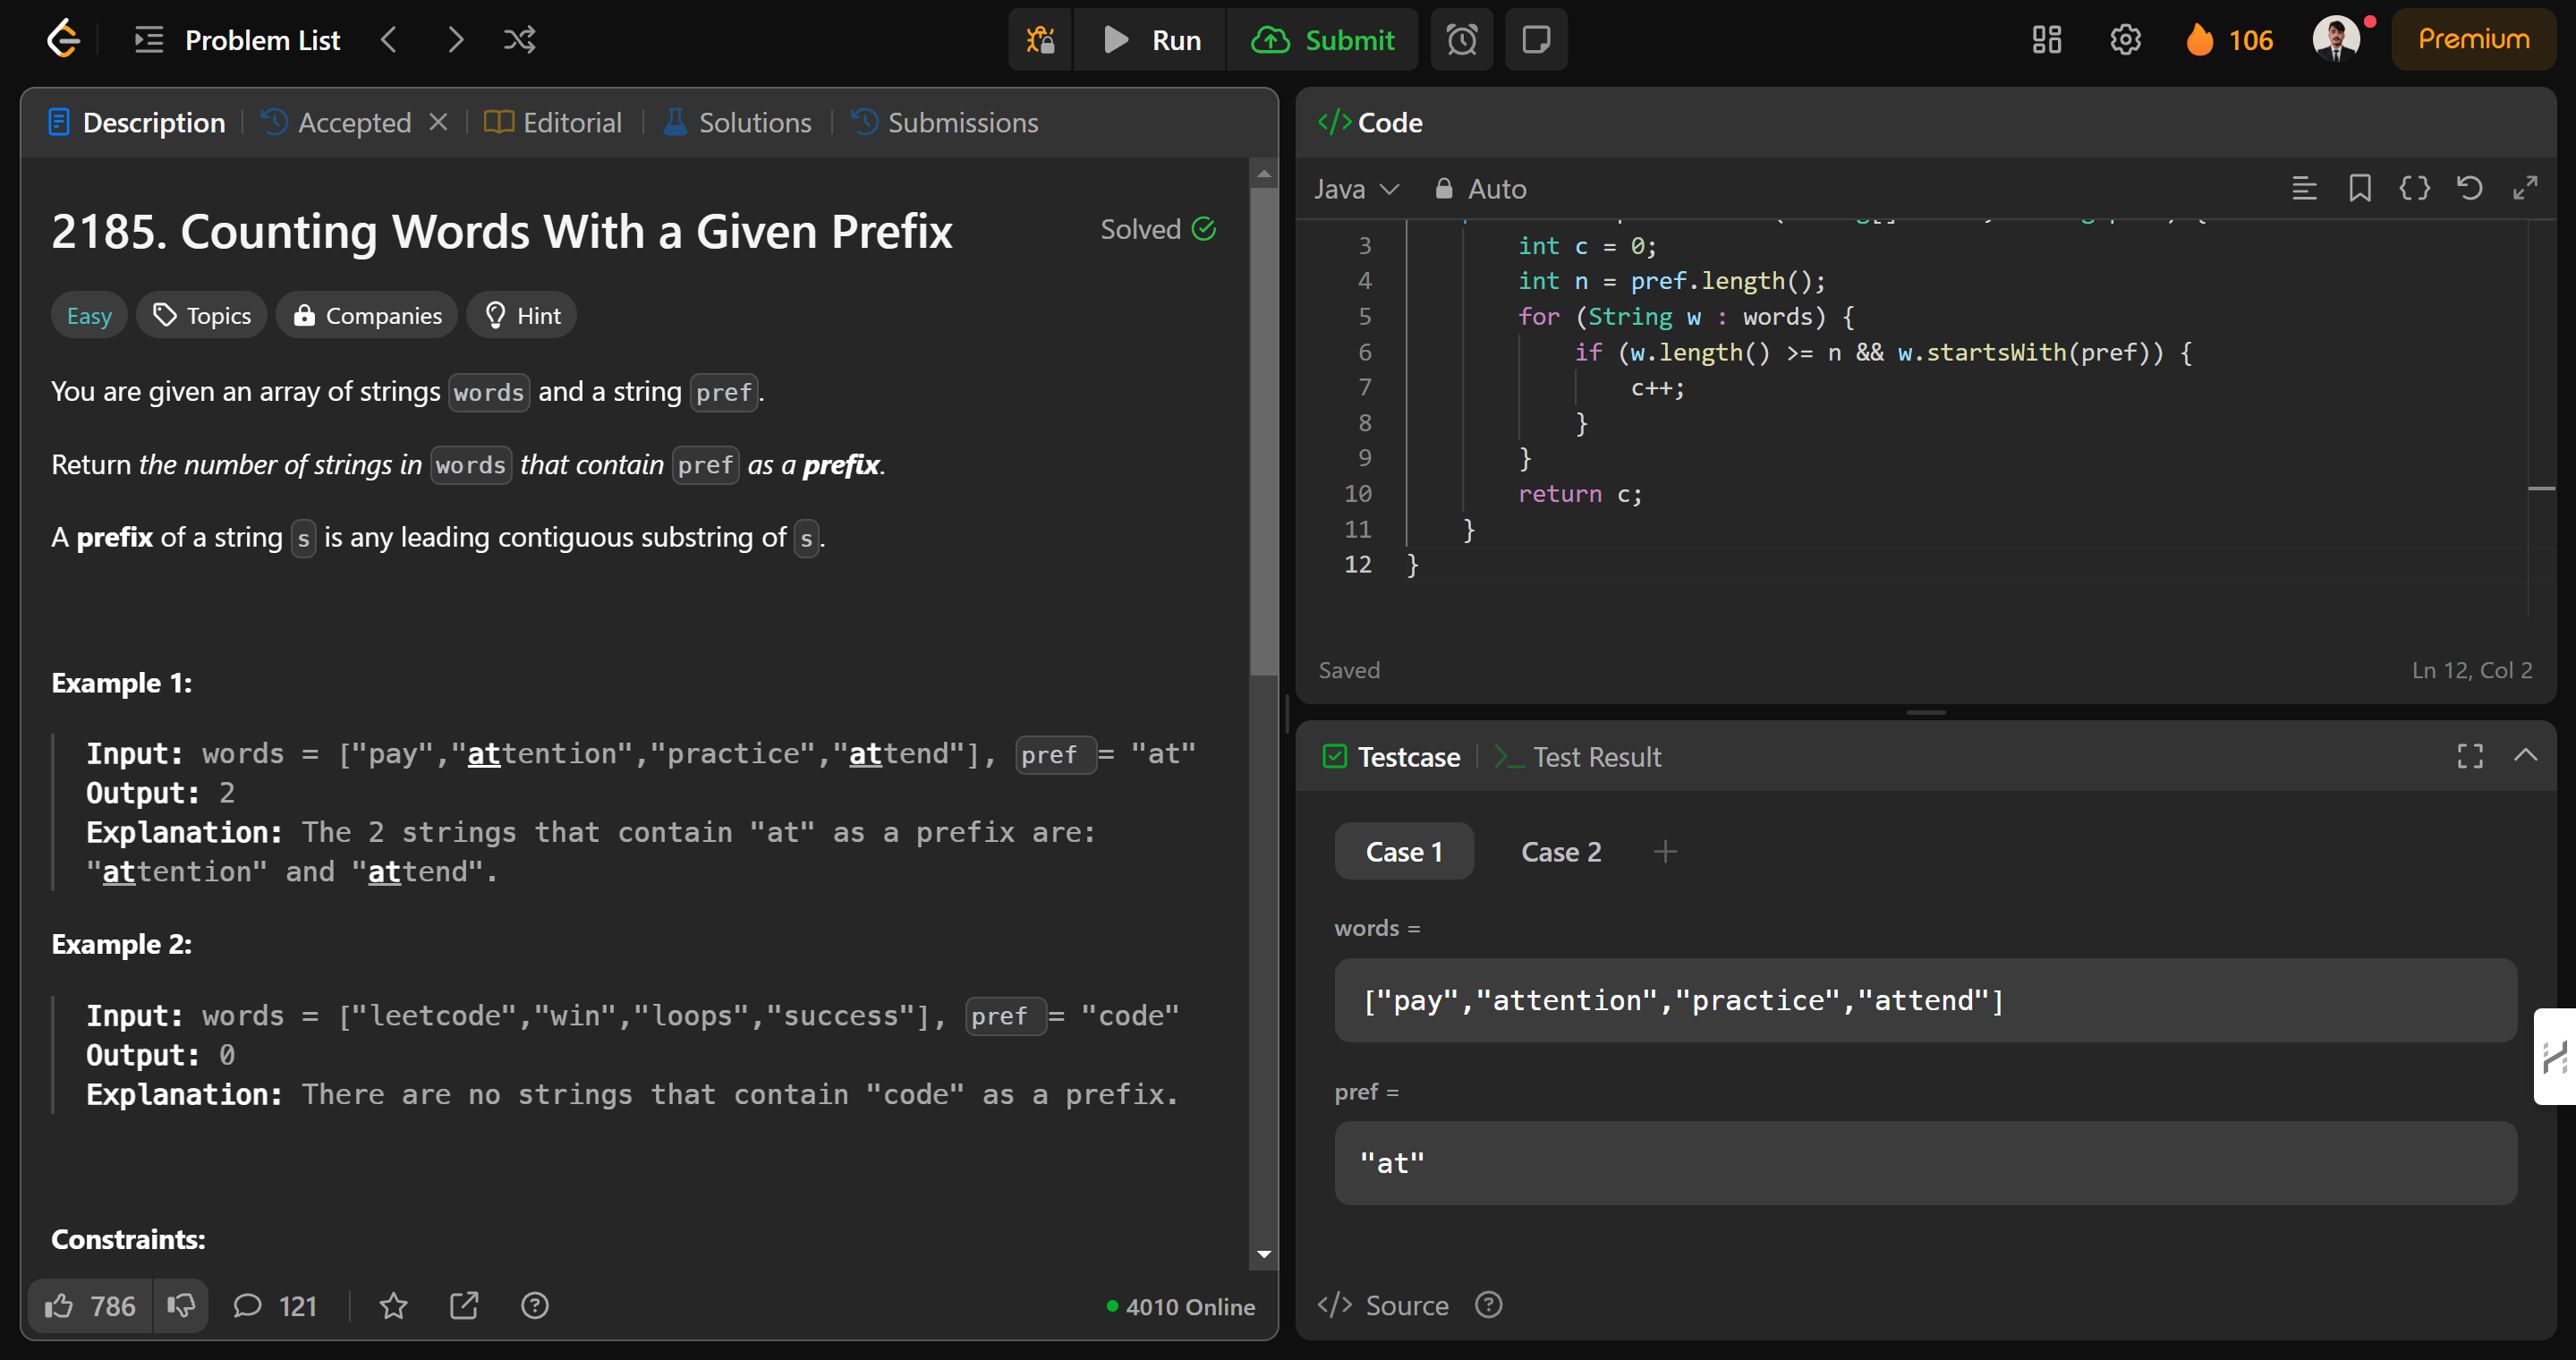 Problem List
Run
Submit
106
Premium
Description
Accepted
Editorial
Solutions
Submissions
2185. Counting Words With a Given Prefix
Solved
Easy
Topics
Companies
Hint
You are given an array of strings words and a string pref.
Return the number of strings in words that contain pref as a prefix.
A prefix of a string s is any leading contiguous substring of s.
Example 1:
Input: words = ["pay","attention","practice","attend"], pref = "at"
Output: 2
Explanation: The 2 strings that contain "at" as a prefix are:
"attention" and "attend".
Example 2:
Input: words = ["leetcode","win","loops","success"], pref = "code"
Output: 0
Explanation: There are no strings that contain "code" as a prefix.
Constraints:
786
121
4010 Online
</> Code
Java
Auto
3 int c = 0;
4 int n = pref.length();
5 for (String w : words) {
6 if (w.length() >= n && w.startsWith(pref)) {
7 c++;
8 }
9 }
10 return c;
11 }
12 }
Saved
Ln 12, Col 2
Testcase
Test Result
Case 1
Case 2
words =
["pay","attention","practice","attend"]
pref =
"at"
</> Source